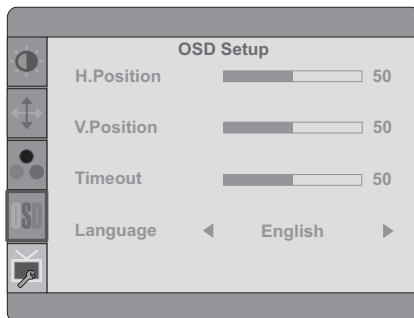 OSD Setup
H.Position 50
V.Position 50
Timeout 50
OSD
Language English